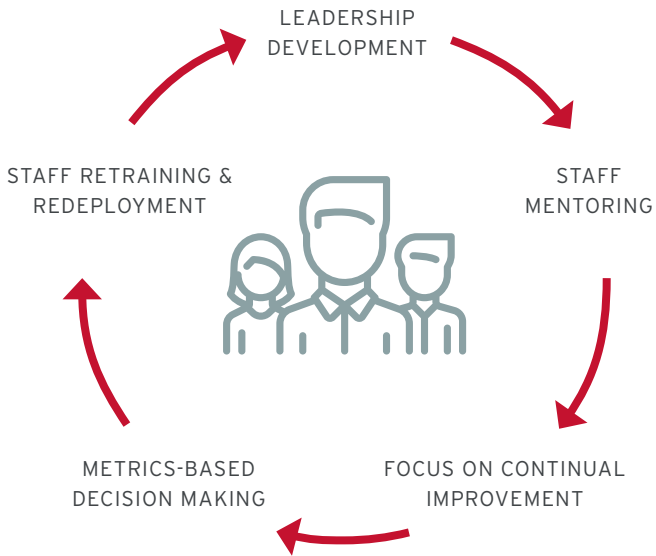 LEADERSHIP
DEVELOPMENT
STAFF
MENTORING
FOCUS ON CONTINUAL
IMPROVEMENT
METRICS-BASED
DECISION MAKING
STAFF RETRAINING &
REDEPLOYMENT